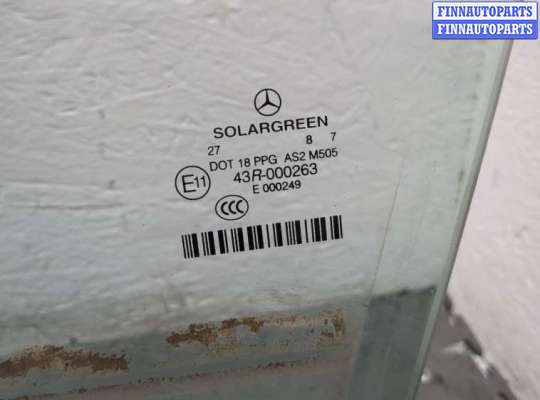 FINNAUTOPARTS
FINNAUTOPARTS
SOLARGREEN
27 8 7
DOT 18 PPG AS2 M505
E11 43R-000263
E 000249
CCC